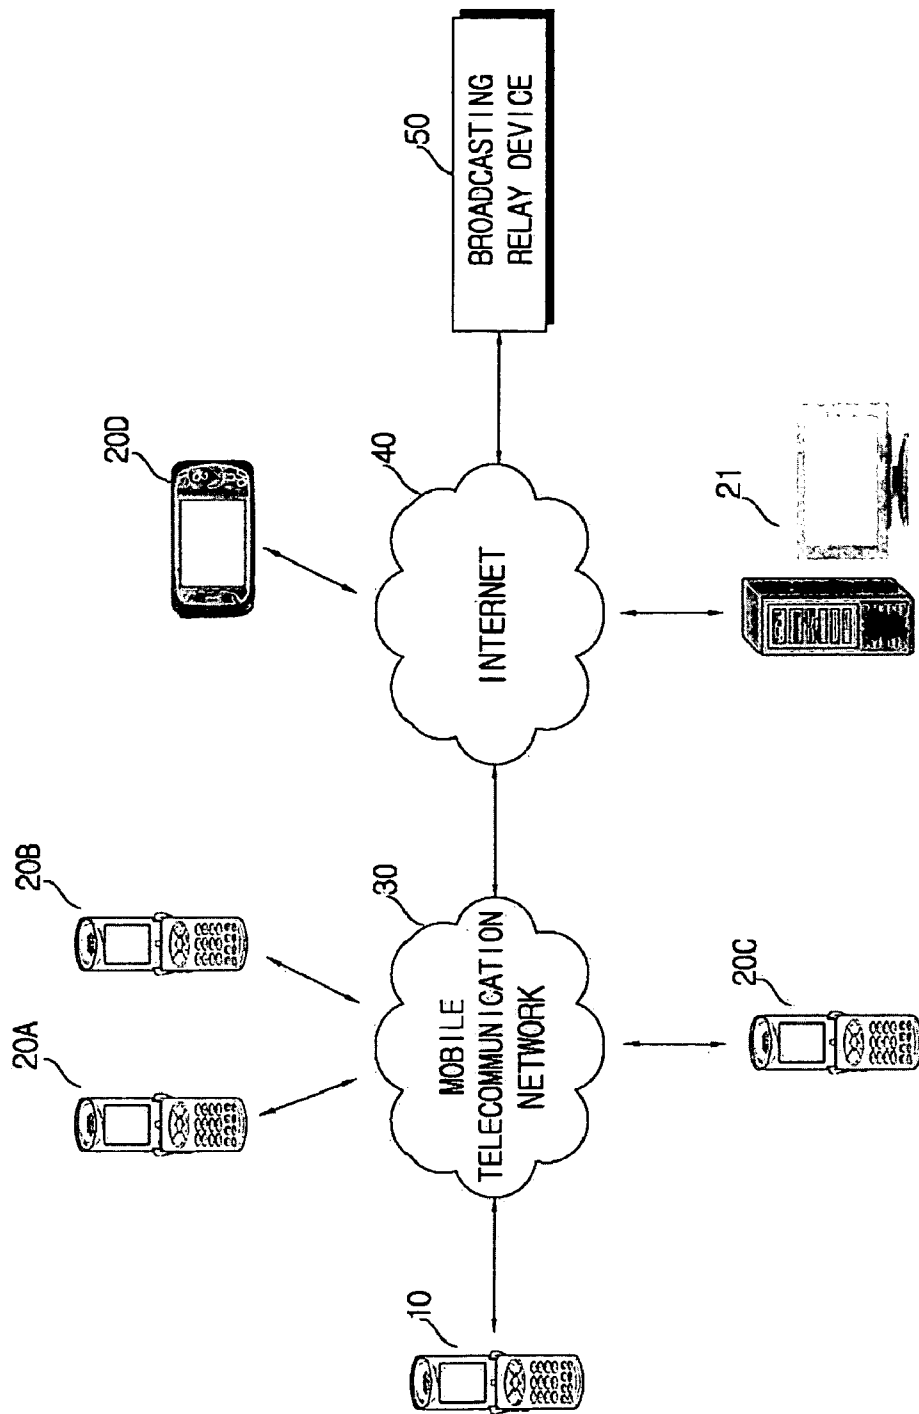 20A
20B
20D
50
BROADCASTING
RELAY DEVICE
10
30
MOBILE
TELECOMMUNICATION
NETWORK
40
INTERNET
20C
21